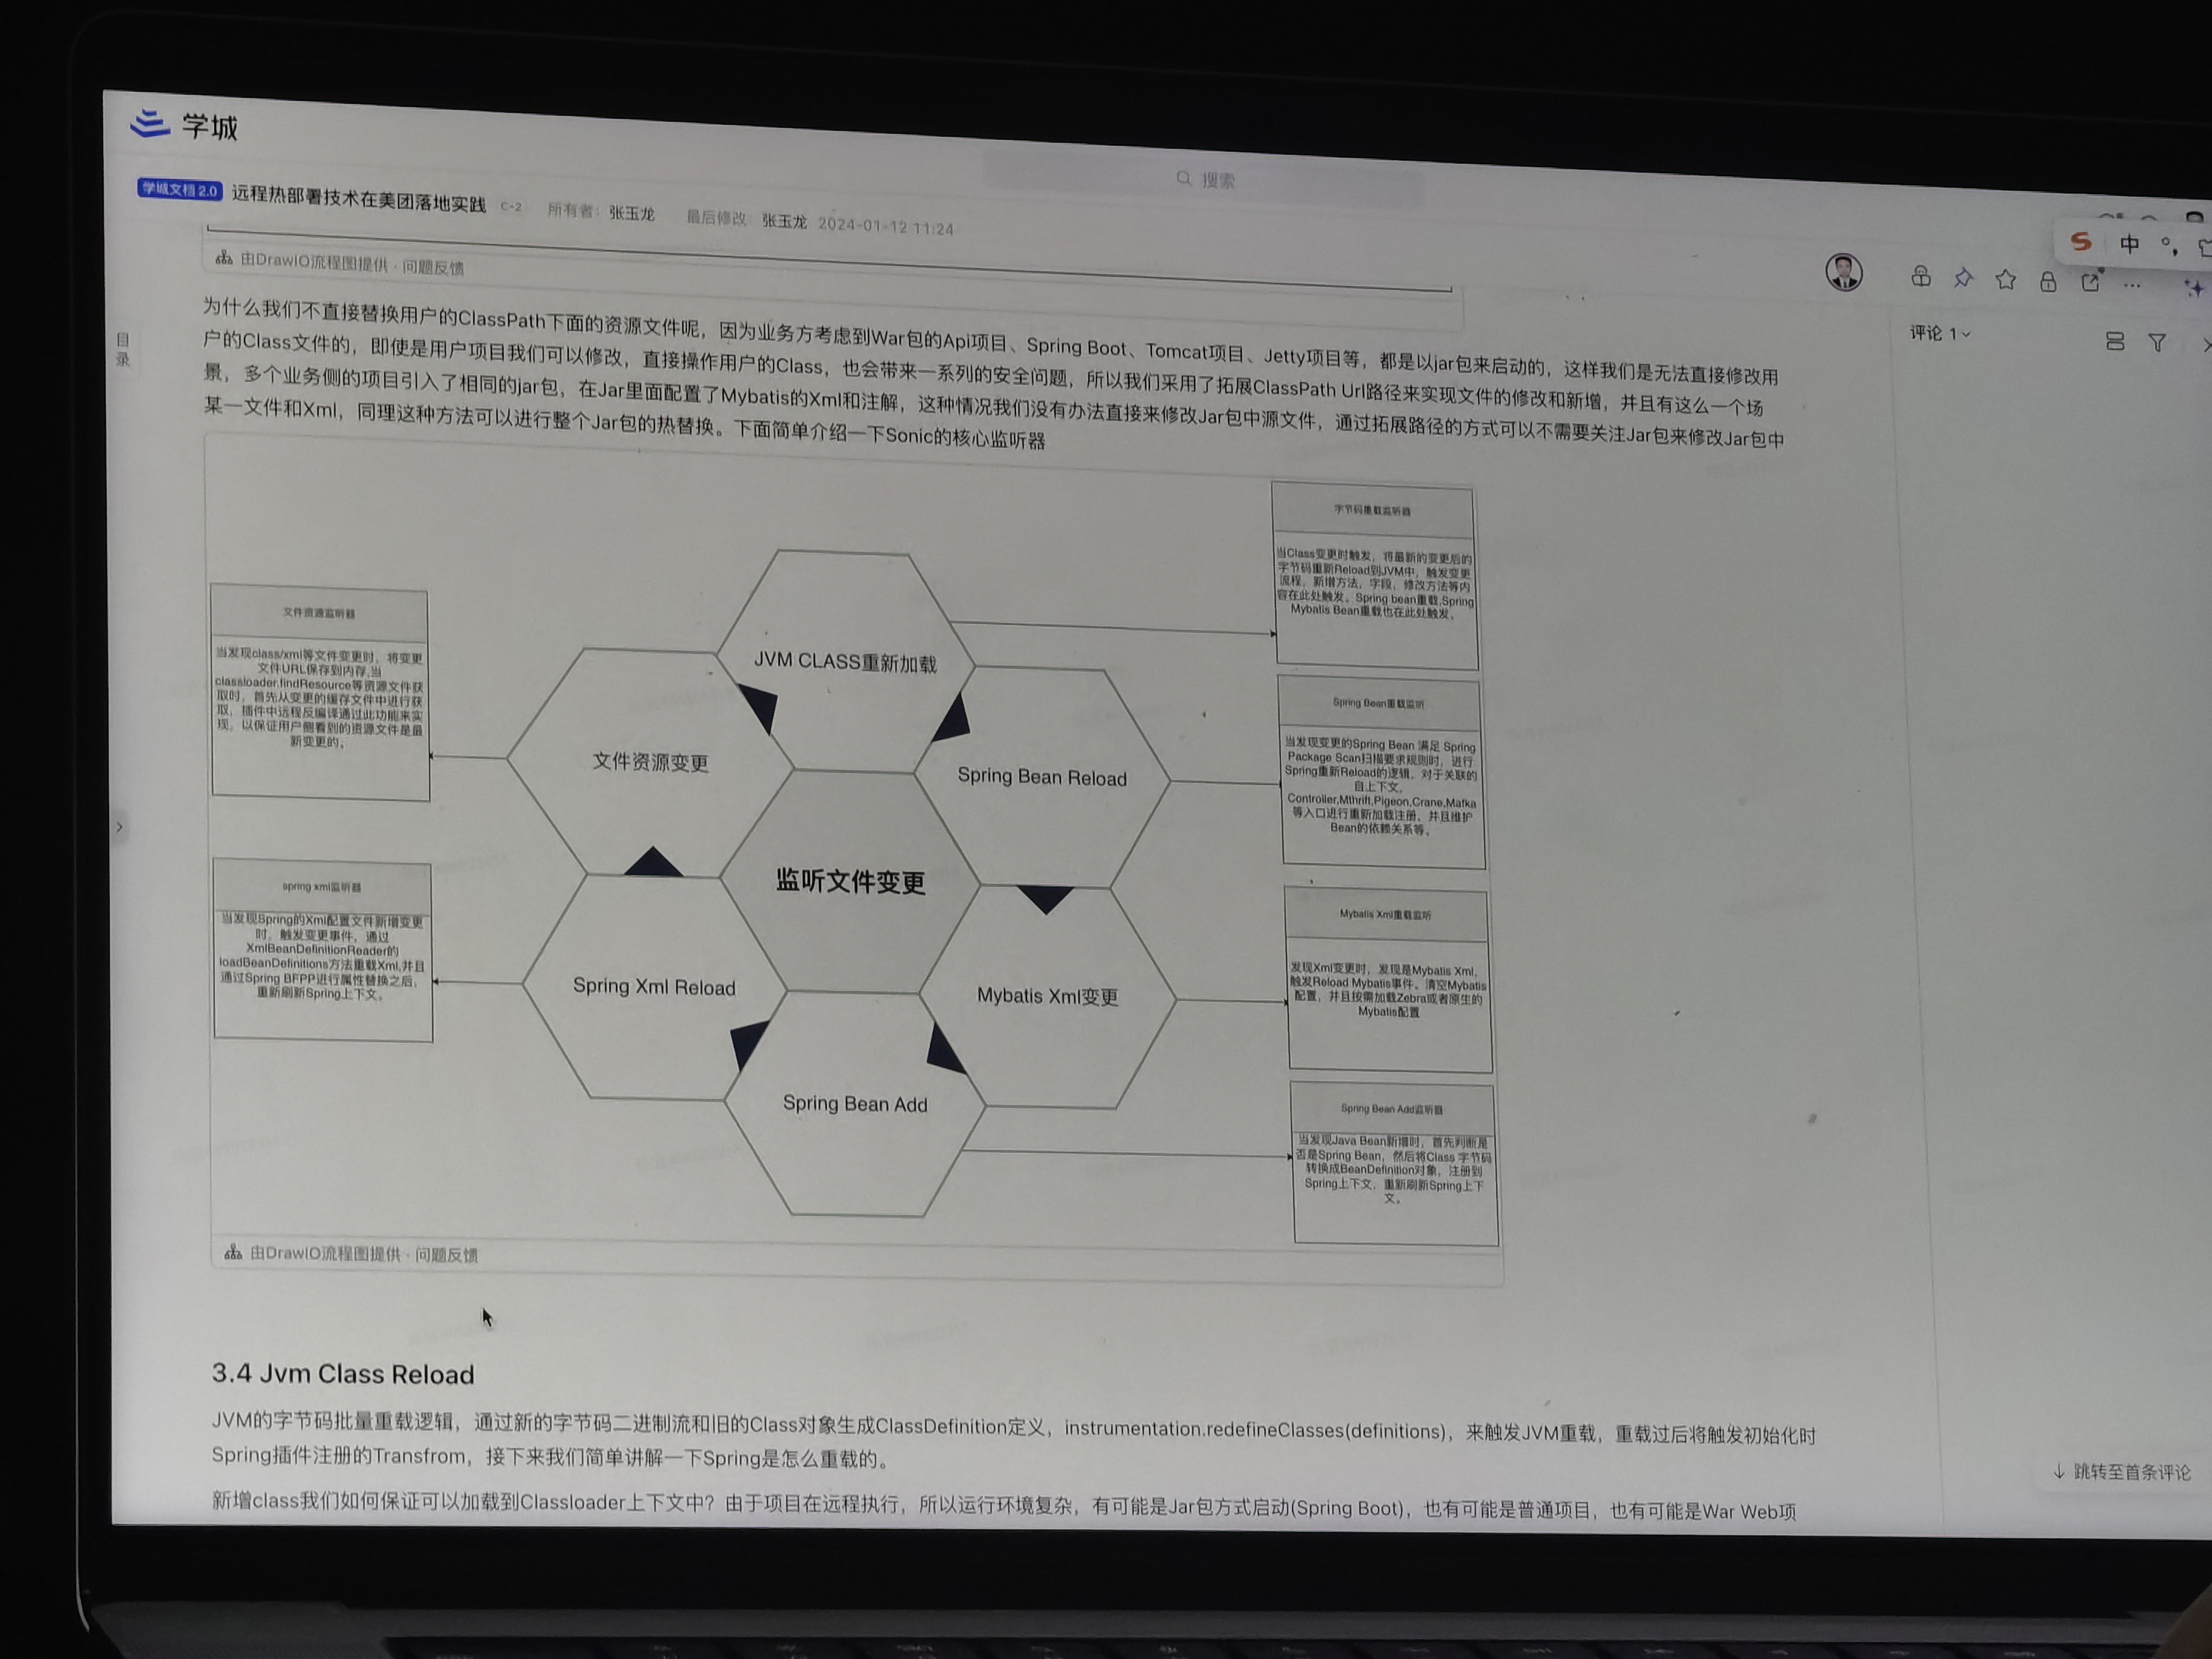 学城
搜索
学城文档 2.0 远程热部署技术在美团落地实践 C-2 所有者: 张玉龙 最后修改: 张玉龙 2024-01-12 11:24
中
由DrawIO流程图提供 · 问题反馈
目录
评论 1
为什么我们不直接替换用户的ClassPath下面的资源文件呢，因为业务方考虑到War包的Api项目、Spring Boot、Tomcat项目、Jetty项目等，都是以jar包来启动的，这样我们是无法直接修改用
户的Class文件的，即使是用户项目我们可以修改，直接操作用户的Class，也会带来一系列的安全问题，所以我们采用了拓展ClassPath Url路径来实现文件的修改和新增，并且有这么一个场
景，多个业务侧的项目引入了相同的jar包，在Jar里面配置了Mybatis的Xml和注解，这种情况我们没有办法直接来修改Jar包中源文件，通过拓展路径的方式可以不需要关注Jar包来修改Jar包中
某一文件和Xml，同理这种方法可以进行整个Jar包的热替换。下面简单介绍一下Sonic的核心监听器
文件资源监听器
当发现class/xml等文件变更时，将变更
文件URL保存到内存,当
classloader.findResource等资源文件获
取时，首先从变更的缓存文件中进行获
取，插件中远程反编译通过此功能来实
现，以保证用户侧看到的资源文件是最
新变更的。
spring xml监听器
当发现Spring的Xml配置文件新增变更
时，触发变更事件，通过
XmlBeanDefinitionReader的
loadBeanDefinitions方法重载Xml,并且
通过Spring BFPP进行属性替换之后，
重新刷新Spring上下文。
JVM CLASS重新加载
文件资源变更
Spring Bean Reload
监听文件变更
Spring Xml Reload
Mybatis Xml变更
Spring Bean Add
字节码重载监听器
当Class变更时触发，将最新的变更后的
字节码重新Reload到JVM中，触发变更
流程，新增方法，字段，修改方法等内
容在此处触发。Spring bean重载,Spring
Mybatis Bean重载也在此处触发。
Spring Bean重载监听
当发现变更的Spring Bean 满足 Spring
Package Scan扫描要求规则时，进行
Spring重新Reload的逻辑。对于关联的
自上下文，
Controller,Mthrift,Pigeon,Crane,Mafka
等入口进行重新加载注册，并且维护
Bean的依赖关系等。
Mybatis Xml重载监听
发现Xml变更时，发现是Mybatis Xml,
触发Reload Mybatis事件。清空Mybatis
配置，并且按需加载Zebra或者原生的
Mybatis配置
Spring Bean Add监听器
当发现Java Bean新增时，首先判断是
否是Spring Bean，然后将Class 字节码
转换成BeanDefinition对象，注册到
Spring上下文，重新刷新Spring上下
文。
由DrawIO流程图提供 · 问题反馈
3.4 Jvm Class Reload
JVM的字节码批量重载逻辑，通过新的字节码二进制流和旧的Class对象生成ClassDefinition定义，instrumentation.redefineClasses(definitions)，来触发JVM重载，重载过后将触发初始化时
Spring插件注册的Transfrom，接下来我们简单讲解一下Spring是怎么重载的。
跳转至首条评论
新增class我们如何保证可以加载到Classloader上下文中？由于项目在远程执行，所以运行环境复杂，有可能是Jar包方式启动(Spring Boot)，也有可能是普通项目，也有可能是War Web项